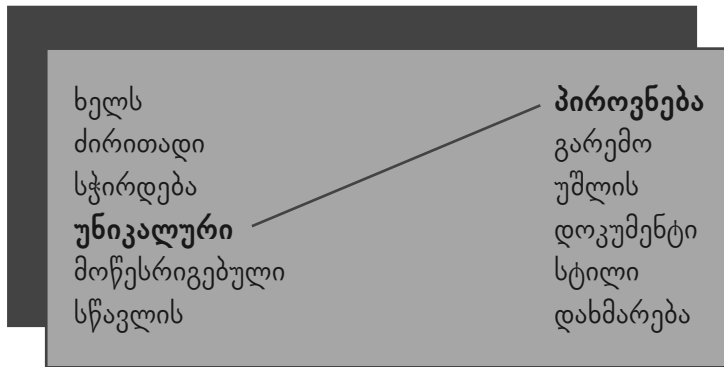 ხელს
ძირითადი
სჭირდება
უნიკალური
მოწესრიგებული
სწავლის
პიროვნება
გარემო
უშლის
დოკუმენტი
სტილი
დახმარება